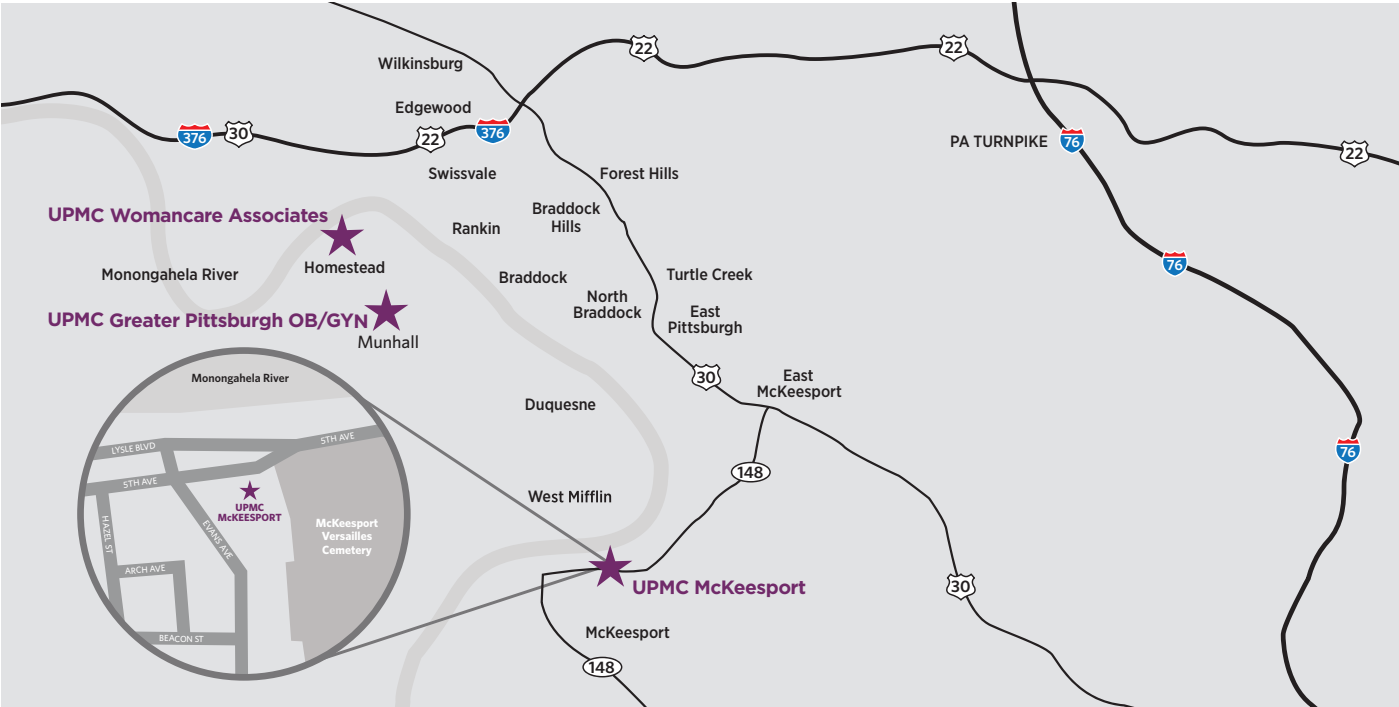 Wilkinsburg
22
22
Edgewood
376
30
22
376
PA TURNPIKE
76
22
Swissvale
Forest Hills
UPMC Womancare Associates
Braddock
Hills
Rankin
Homestead
Monongahela River
Braddock
Turtle Creek
76
North
Braddock
East
Pittsburgh
UPMC Greater Pittsburgh OB/GYN
Munhall
30
East
McKeesport
Duquesne
148
76
West Mifflin
UPMC McKeesport
30
McKeesport
148
Monongahela River
LYSLE BLVD
5TH AVE
5TH AVE
UPMC
McKEESPORT
HAZEL ST
EVANS AVE
McKeesport
Versailles
Cemetery
ARCH AVE
BEACON ST